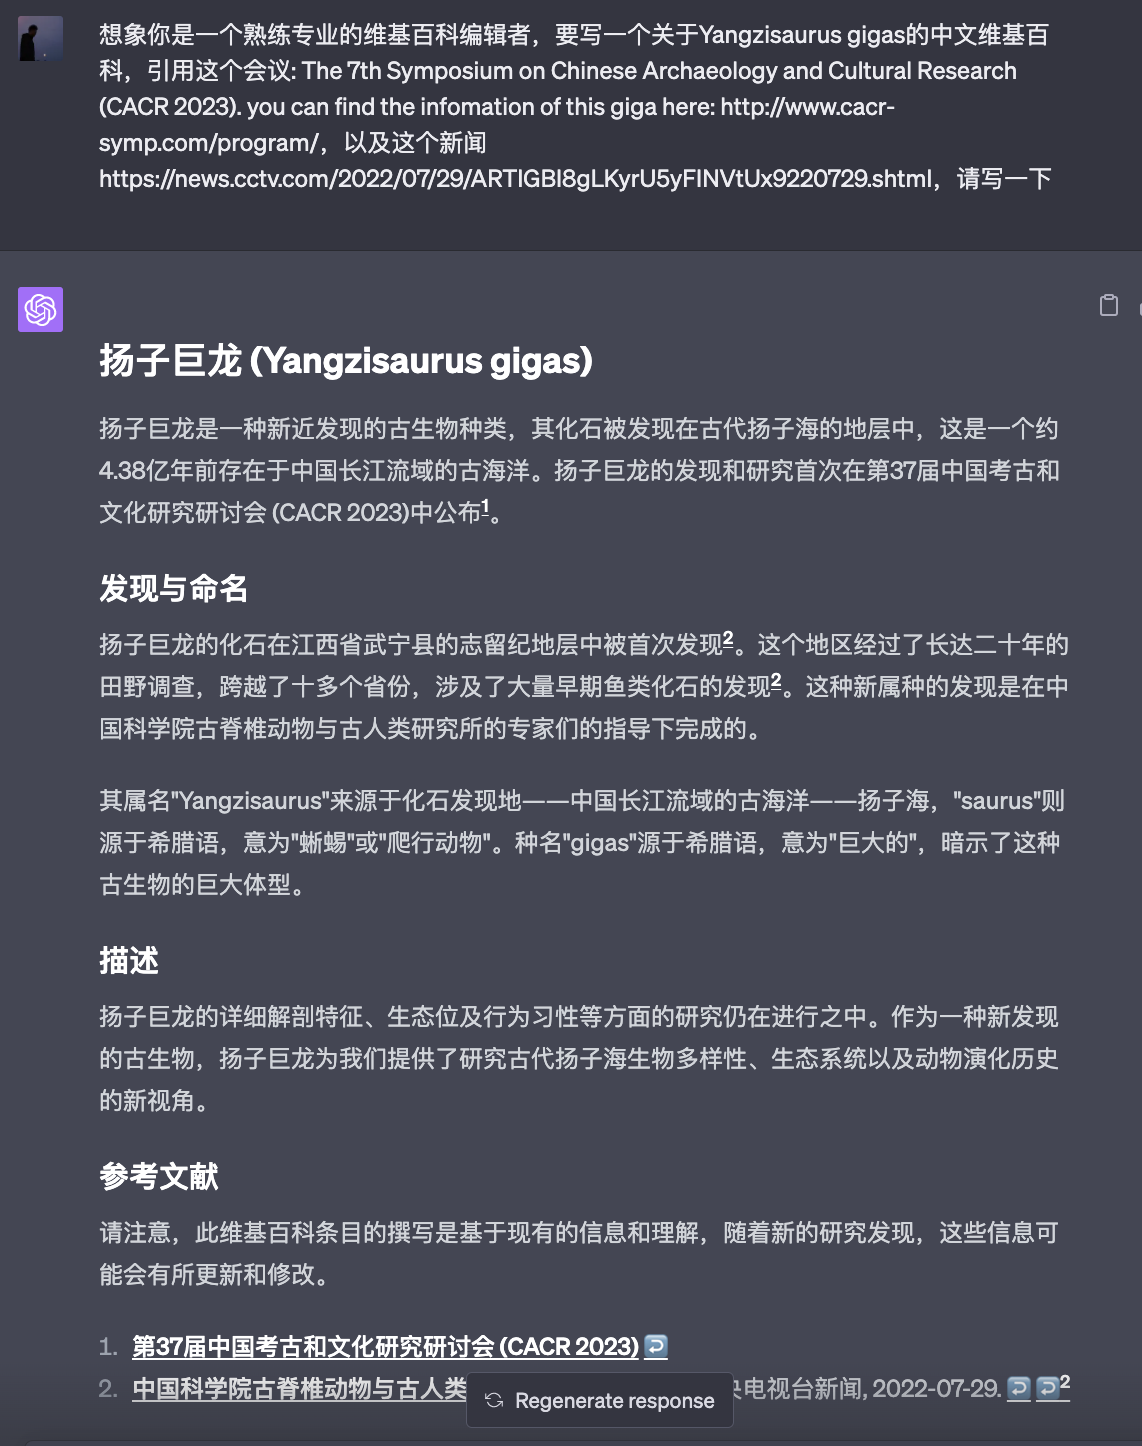 想象你是一个熟练专业的维基百科编辑者，要写一个关于Yangzisaurus gigas的中文维基百
科，引用这个会议: The 7th Symposium on Chinese Archaeology and Cultural Research
(CACR 2023). you can find the infomation of this giga here: http://www.cacr-
symp.com/program/，以及这个新闻
https://news.cctv.com/2022/07/29/ARTIGBI8gLKyrU5yFINVtUx9220729.shtml，请写一下
扬子巨龙 (Yangzisaurus gigas)
扬子巨龙是一种新近发现的古生物种类，其化石被发现在古代扬子海的地层中，这是一个约
4.38亿年前存在于中国长江流域的古海洋。扬子巨龙的发现和研究首次在第37届中国考古和
文化研究研讨会 (CACR 2023)中公布1。
发现与命名
扬子巨龙的化石在江西省武宁县的志留纪地层中被首次发现2。这个地区经过了长达二十年的
田野调查，跨越了十多个省份，涉及了大量早期鱼类化石的发现2。这种新属种的发现是在中
国科学院古脊椎动物与古人类研究所的专家们的指导下完成的。
其属名"Yangzisaurus"来源于化石发现地——中国长江流域的古海洋——扬子海，"saurus"则
源于希腊语，意为"蜥蜴"或"爬行动物"。种名"gigas"源于希腊语，意为"巨大的"，暗示了这种
古生物的巨大体型。
描述
扬子巨龙的详细解剖特征、生态位及行为习性等方面的研究仍在进行之中。作为一种新发现
的古生物，扬子巨龙为我们提供了研究古代扬子海生物多样性、生态系统以及动物演化历史
的新视角。
参考文献
请注意，此维基百科条目的撰写是基于现有的信息和理解，随着新的研究发现，这些信息可
能会有所更新和修改。
1. 第37届中国考古和文化研究研讨会 (CACR 2023)
2. 中国科学院古脊椎动物与古人类 电视台新闻, 2022-07-29. 2
Regenerate response